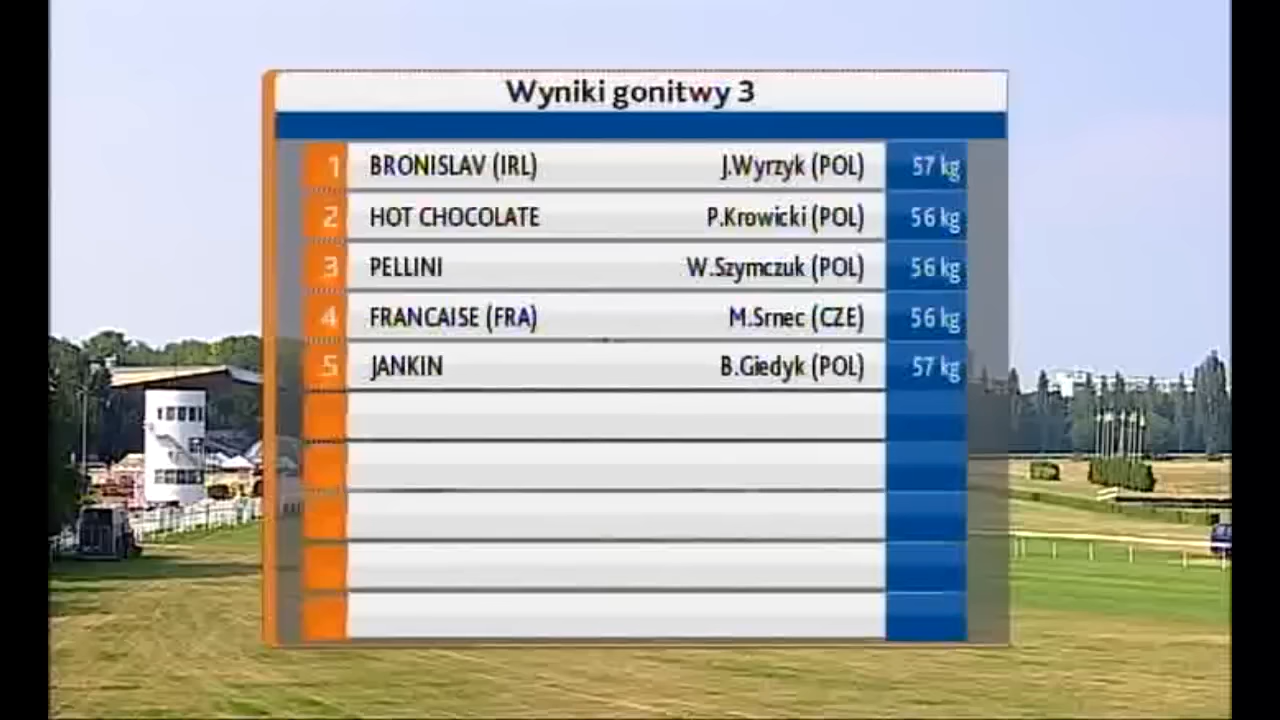 Wyniki gonitwy 3
1 BRONISLAV (IRL) J.Wyrzyk (POL) 57 kg
2 HOT CHOCOLATE P.Krowicki (POL) 56 kg
3 PELLINI W.Szymczuk (POL) 56 kg
4 FRANCAISE (FRA) M.Srnec (CZE) 56 kg
5 JANKIN B.Giedyk (POL) 57 kg